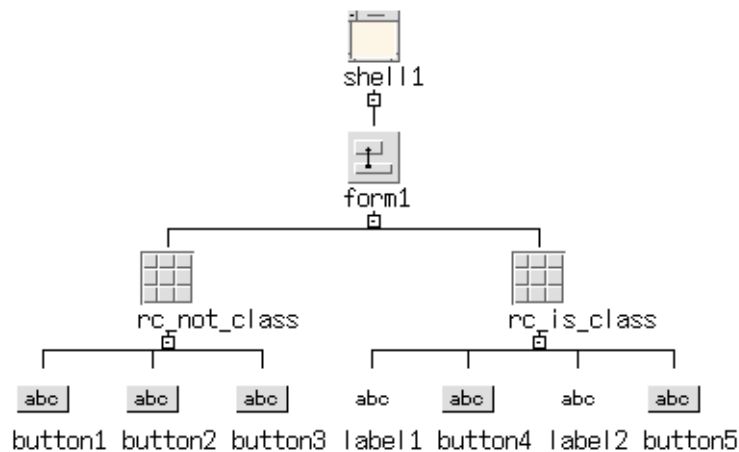 shell1
form1
rc_not_class rc_is_class
abc abc abc abc abc abc abc
button1 button2 button3 label1 button4 label2 button5